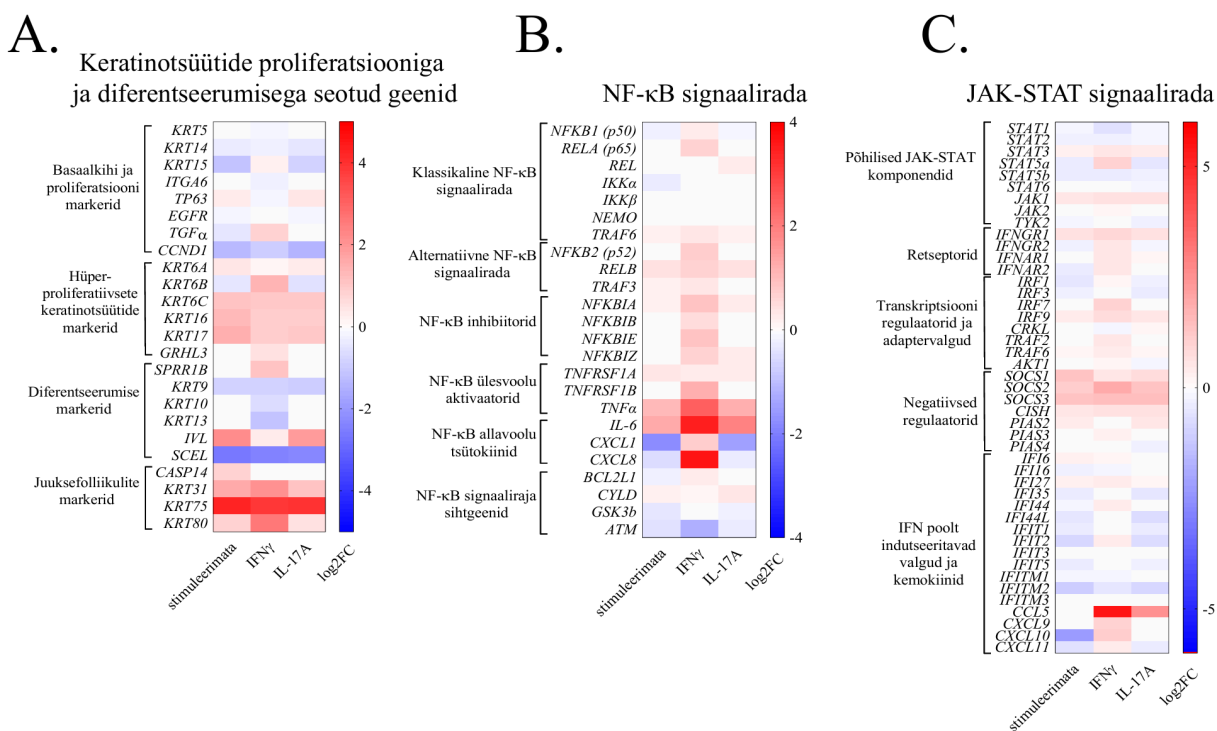 A.
Keratinotsüütide proliferatsiooniga
ja diferentseerumisega seotud geenid
Basaalkihi ja
proliferatsiooni
markerid
Hüper-
proliferatiivsete
keratinotsüütide
markerid
Diferentseerumise
markerid
Juuksefolliikulite
markerid
KRT5
KRT14
KRT15
ITGA6
TP63
EGFR
TGFα
CCND1
KRT6A
KRT6B
KRT6C
KRT16
KRT17
GRHL3
SPRR1B
KRT9
KRT10
KRT13
IVL
SCEL
CASP14
KRT31
KRT75
KRT80
4
2
0
-2
-4
stimuleerimata
IFNγ
IL-17A
log2FC
B.
NF-κB signaalirada
Klassikaline NF-κB
signaalirada
Alternatiivne NF-κB
signaalirada
NF-κB inhibiitorid
NF-κB ülesvoolu
aktivaatorid
NF-κB allavoolu
tsütokiinid
NF-κB signaaliraja
sihtgeenid
NFKB1 (p50)
RELA (p65)
REL
IKKα
IKKβ
NEMO
TRAF6
NFKB2 (p52)
RELB
TRAF3
NFKBIA
NFKBIB
NFKBIE
NFKBIZ
TNFRSF1A
TNFRSF1B
TNFα
IL-6
CXCL1
CXCL8
BCL2L1
CYLD
GSK3b
ATM
4
2
0
-2
-4
stimuleerimata
IFNγ
IL-17A
log2FC
C.
JAK-STAT signaalirada
Põhilised JAK-STAT
komponendid
Retseptorid
Transkriptsiooni
regulaatorid ja
adaptervalgud
Negatiivsed
regulaatorid
IFN poolt
indutseeritavad
valgud ja
kemokiinid
STAT1
STAT2
STAT3
STAT5a
STAT5b
STAT6
JAK1
JAK2
TYK2
IFNGR1
IFNGR2
IFNAR1
IFNAR2
IRF1
IRF3
IRF7
IRF9
CRKL
TRAF2
TRAF6
AKT1
SOCS1
SOCS2
SOCS3
CISH
PIAS2
PIAS3
PIAS4
IFI6
IFI16
IFI27
IFI35
IFI44
IFI44L
IFIT1
IFIT2
IFIT3
IFIT5
IFITM1
IFITM2
IFITM3
CCL5
CXCL9
CXCL10
CXCL11
5
0
-5
stimuleerimata
IFNγ
IL-17A
log2FC